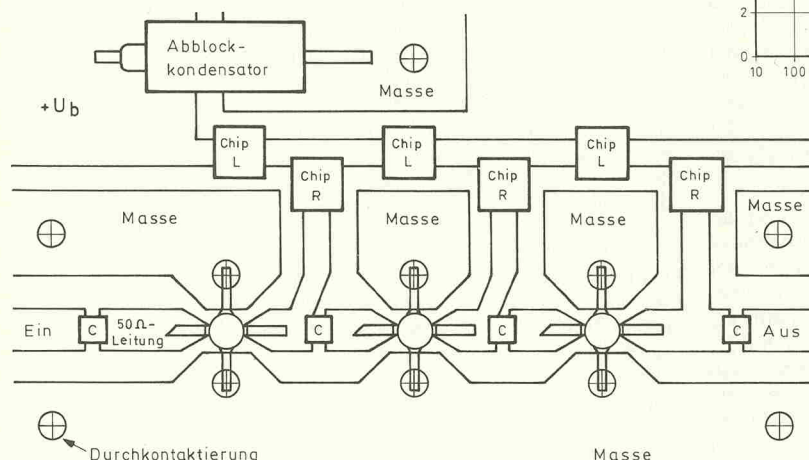 2
0
10 100
Abblock-
kondensator
Masse
+Ub
Chip
L
Chip
L
Chip
L
Chip
R
Chip
R
Chip
R
Masse
Masse
Masse
Masse
Ein
C
50Ω-
Leitung
C
C
C
Aus
Durchkontaktierung
Masse